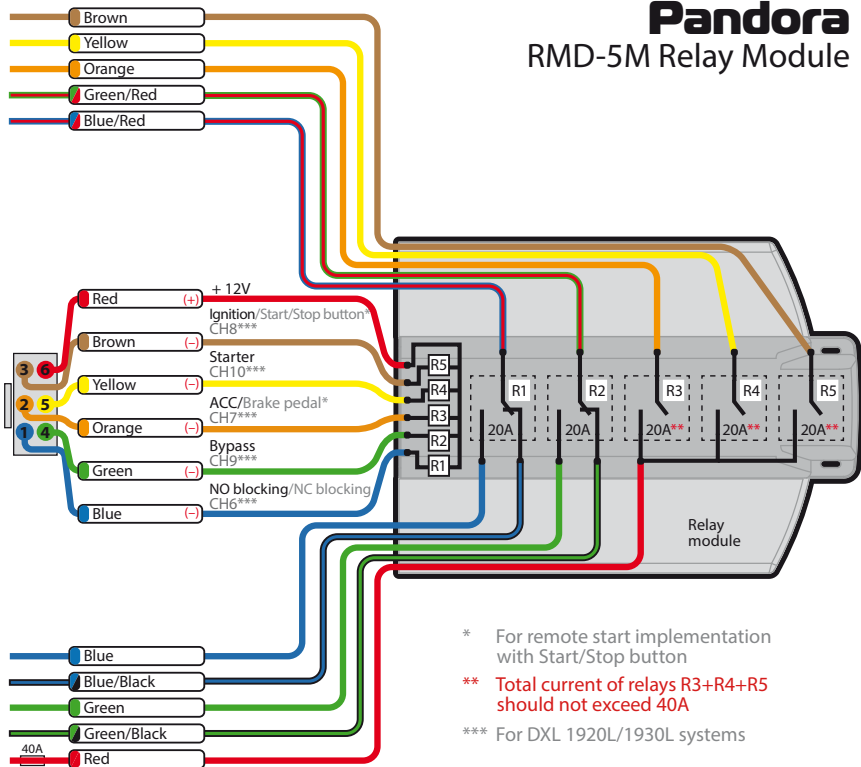 Pandora
RMD-5M Relay Module
Brown
Yellow
Orange
Green/Red
Blue/Red
Red (+)
+ 12V
Ignition/Start/Stop button*
CH8***
Brown (–)
Starter
CH10***
Yellow (–)
ACC/Brake pedal*
CH7***
Orange (–)
Bypass
CH9***
Green (–)
NO blocking/NC blocking
CH6***
Blue (–)
3 6
2 5
1 4
R5
R4
R3
R2
R1
R1
R2
R3
R4
R5
20A
20A
20A**
20A**
20A**
Relay
module
Blue
Blue/Black
Green
Green/Black
40A
Red
* For remote start implementation
with Start/Stop button
** Total current of relays R3+R4+R5
should not exceed 40A
*** For DXL 1920L/1930L systems